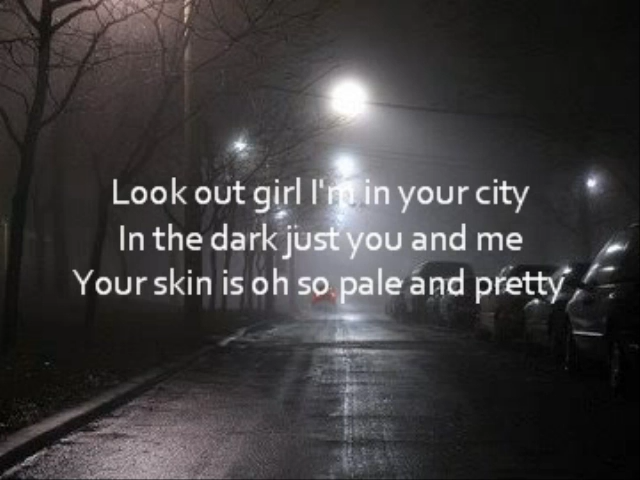 Look out girl I'm in your city
In the dark just you and me
Your skin is oh so pale and pretty